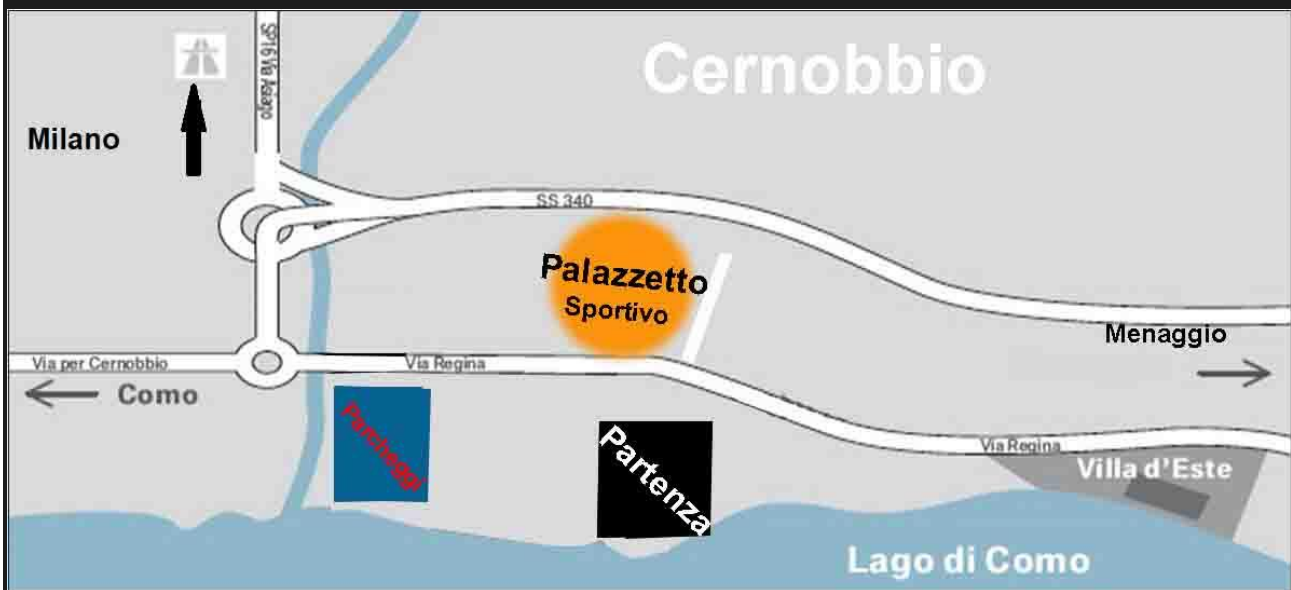 SP16 Via Asiago
Cernobbio
Milano
SS 340
Palazzetto
Sportivo
Menaggio
Via per Cernobbio
Via Regina
Como
Parcheggi
Partenza
Via Regina
Villa d'Este
Lago di Como